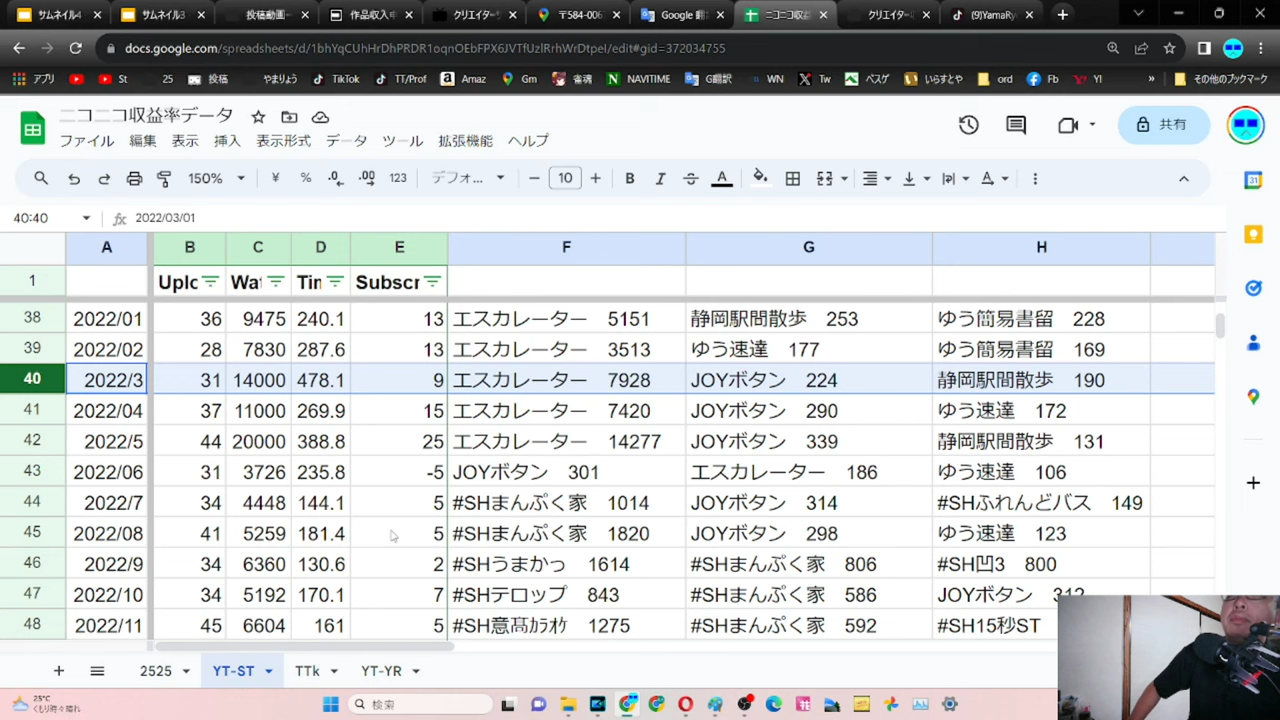 サムネイル4
サムネイル3
投稿動画ー
作品収入申
クリエイター
〒584-006
Google 翻
ニコニコ収益
クリエイター
(9)YamaRy
docs.google.com/spreadsheets/d/1bhYqCUhHrDhPRDR1oqnOEbFPX6JVTfUzlRrhWrDtpeI/edit#gid=372034755
アプリ St 25 投稿 やまりょう TikTok TT/Prof Amaz Gm 雀魂 NAVITIME G翻訳 WN Tw ベスゲ いらすとや ord Fb YI » その他のブックマーク
ニコニコ収益率データ
ファイル 編集 表示 挿入 表示形式 データ ツール 拡張機能 ヘルプ
共有
150% ¥ % .0 .00 123 デフォ... 10 B I A
40:40 fx 2022/03/01
A B C D E F G H
1 Uplc Wa Tin Subscr
38 2022/01 36 9475 240.1 13 エスカレーター 5151 静岡駅間散歩 253 ゆう簡易書留 228
39 2022/02 28 7830 287.6 13 エスカレーター 3513 ゆう速達 177 ゆう簡易書留 169
40 2022/3 31 14000 478.1 9 エスカレーター 7928 JOYボタン 224 静岡駅間散歩 190
41 2022/04 37 11000 269.9 15 エスカレーター 7420 JOYボタン 290 ゆう速達 172
42 2022/5 44 20000 388.8 25 エスカレーター 14277 JOYボタン 339 静岡駅間散歩 131
43 2022/06 31 3726 235.8 -5 JOYボタン 301 エスカレーター 186 ゆう速達 106
44 2022/7 34 4448 144.1 5 #SHまんぷく家 1014 JOYボタン 314 #SHふれんどバス 149
45 2022/08 41 5259 181.4 5 #SHまんぷく家 1820 JOYボタン 298 ゆう速達 123
46 2022/9 34 6360 130.6 2 #SHうまかっ 1614 #SHまんぷく家 806 #SH凹3 800
47 2022/10 34 5192 170.1 7 #SHテロップ 843 #SHまんぷく家 586 JOYボタン 312
48 2022/11 45 6604 161 5 #SH意髙ｶﾗｵｹ 1275 #SHまんぷく家 592 #SH15秒ST
2525 YT-ST TTk YT-YR
25°C
くもり時々晴れ
検索